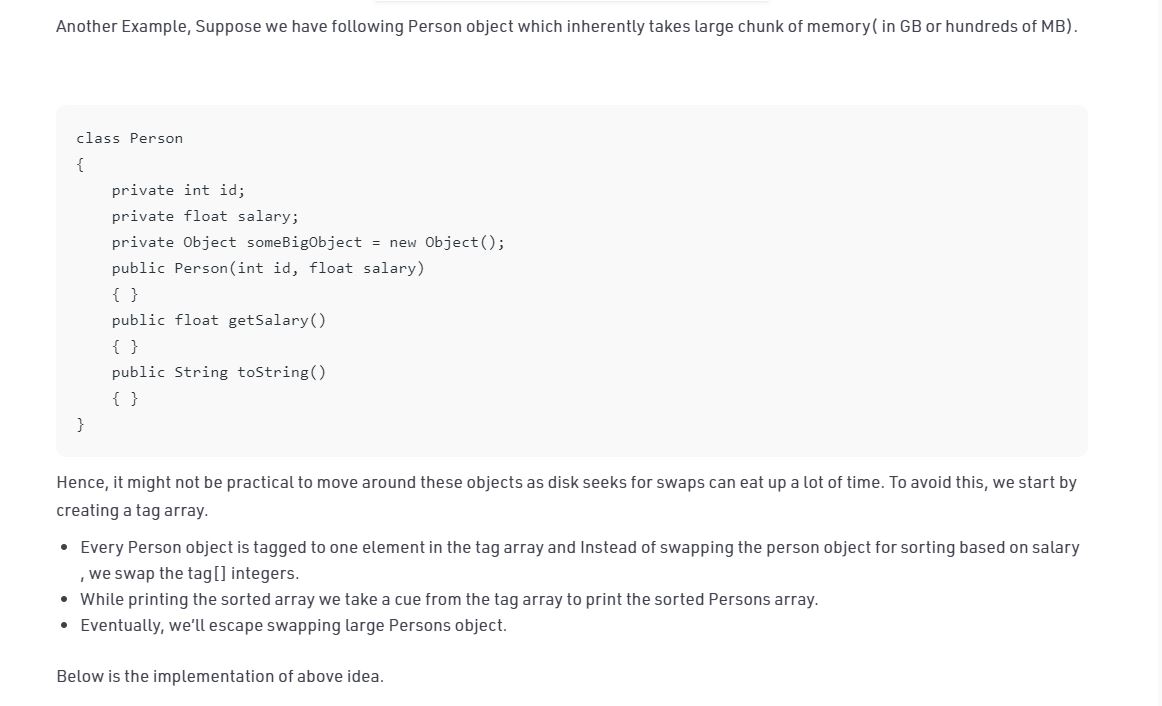 Another Example, Suppose we have following Person object which inherently takes large chunk of memory( in GB or hundreds of MB).
class Person
{
    private int id;
    private float salary;
    private Object someBigObject = new Object();
    public Person(int id, float salary)
    { }
    public float getSalary()
    { }
    public String toString()
    { }
}
Hence, it might not be practical to move around these objects as disk seeks for swaps can eat up a lot of time. To avoid this, we start by
creating a tag array.
• Every Person object is tagged to one element in the tag array and Instead of swapping the person object for sorting based on salary
, we swap the tag[] integers.
• While printing the sorted array we take a cue from the tag array to print the sorted Persons array.
• Eventually, we’ll escape swapping large Persons object.
Below is the implementation of above idea.